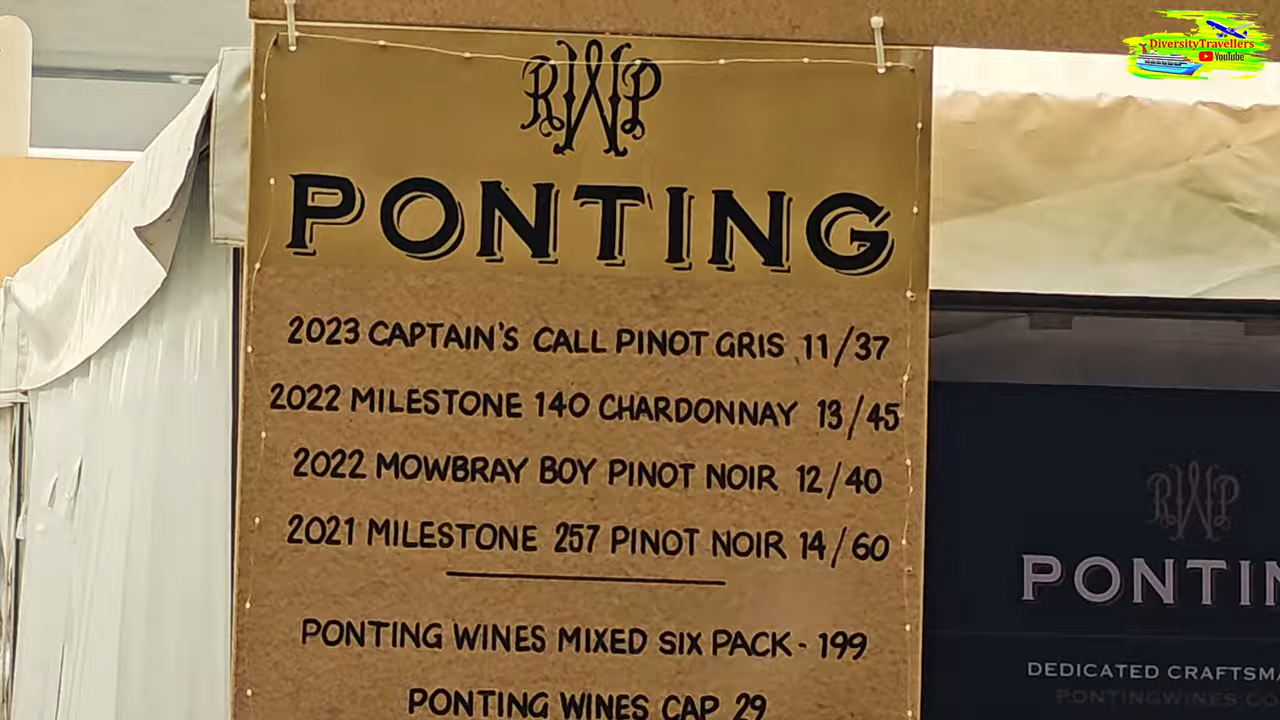 RWP
PONTING
2023 CAPTAIN'S CALL PINOT GRIS 11/37
2022 MILESTONE 140 CHARDONNAY 13/45
2022 MOWBRAY BOY PINOT NOIR 12/40
2021 MILESTONE 257 PINOT NOIR 14/60
PONTING WINES MIXED SIX PACK - 199
PONTING WINES CAP 29
DiversityTravellers
YouTube
RWP
PONTIN
DEDICATED CRAFTSMA
PONTINGWINES.CO